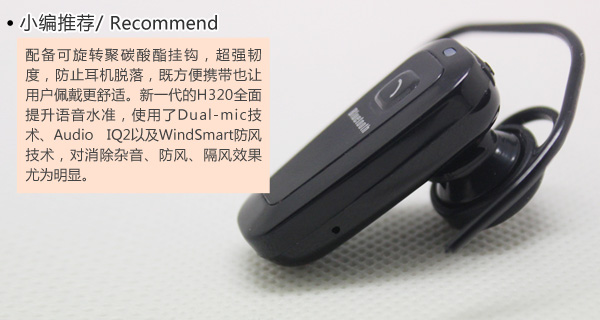 • 小编推荐/ Recommend
配备可旋转聚碳酸酯挂钩，超强韧
度，防止耳机脱落，既方便携带也让
用户佩戴更舒适。新一代的H320全面
提升语音水准，使用了Dual-mic技
术、Audio IQ2以及WindSmart防风
技术，对消除杂音、防风、隔风效果
尤为明显。
Bluetooth